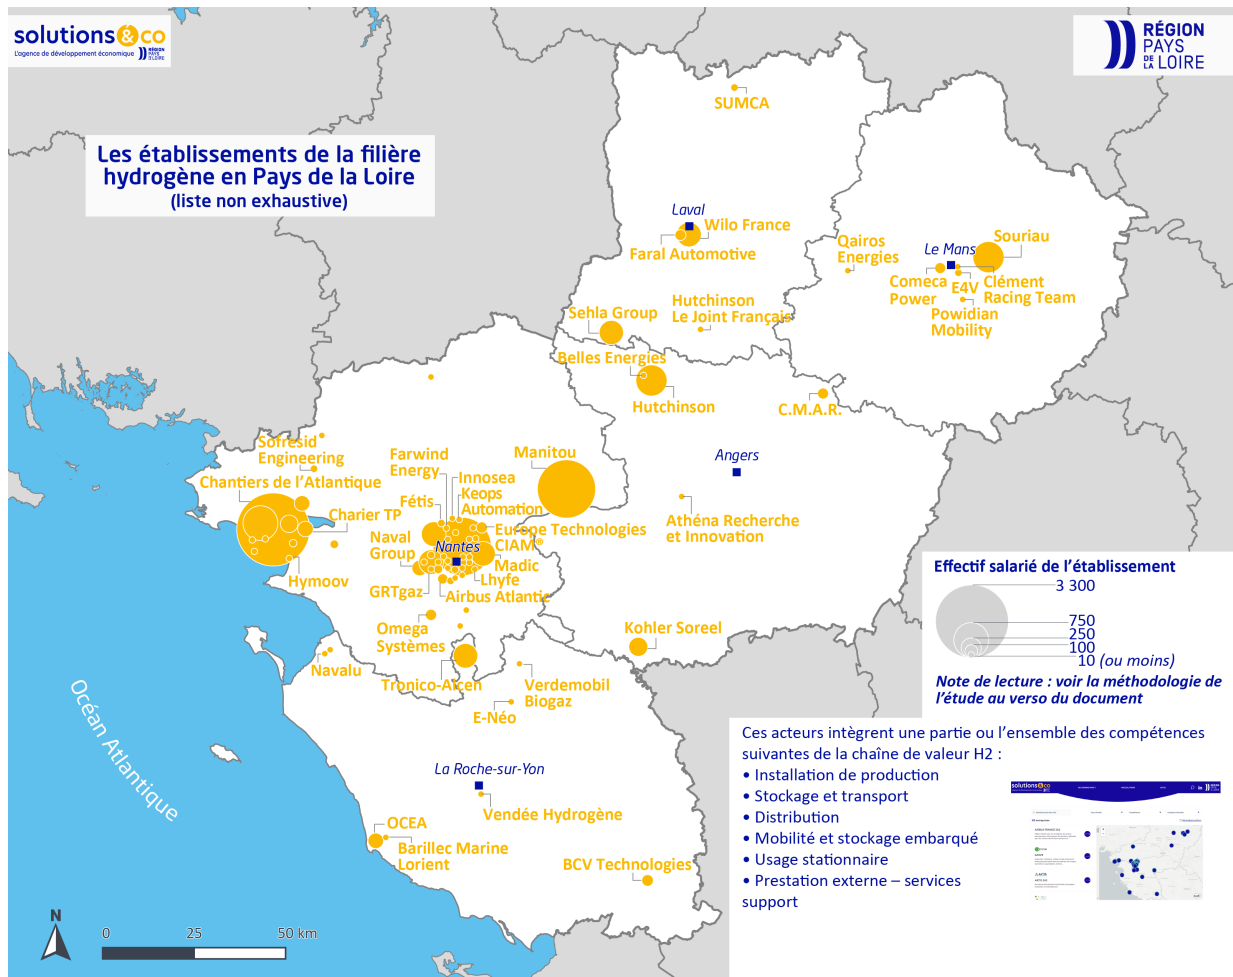 solutions&co
L'agence de développement économique
RÉGION
PAYS
DE LA LOIRE
RÉGION
PAYS
DE LA LOIRE
Les établissements de la filière
hydrogène en Pays de la Loire
(liste non exhaustive)
SUMCA
Laval
Wilo France
Faral Automotive
Qairos
Energies
Le Mans
Souriau
Comeca
Power
E4V
Clément
Racing Team
Powidian
Mobility
Hutchinson
Le Joint Français
Sehla Group
Belles Energies
Hutchinson
C.M.A.R.
Sofresid
Engineering
Chantiers de l'Atlantique
Charier TP
Hymoov
Farwind
Energy
Innosea
Keops
Automation
Fétis
Manitou
Europe Technologies
CIAM®
Naval
Group
Nantes
Madic
Lhyfe
GRTgaz
Airbus Atlantic
Angers
Athéna Recherche
et Innovation
Omega
Systèmes
Kohler Soreel
Navalu
Tronico-Alcen
Verdemobil
Biogaz
E-Néo
Océan Atlantique
La Roche-sur-Yon
Vendée Hydrogène
OCEA
Barillec Marine
Lorient
BCV Technologies
Effectif salarié de l'établissement
3 300
750
250
100
10 (ou moins)
Note de lecture : voir la méthodologie de
l'étude au verso du document
Ces acteurs intègrent une partie ou l'ensemble des compétences
suivantes de la chaîne de valeur H2 :
• Installation de production
• Stockage et transport
• Distribution
• Mobilité et stockage embarqué
• Usage stationnaire
• Prestation externe – services
support
solutions&co
N
0 25 50 km